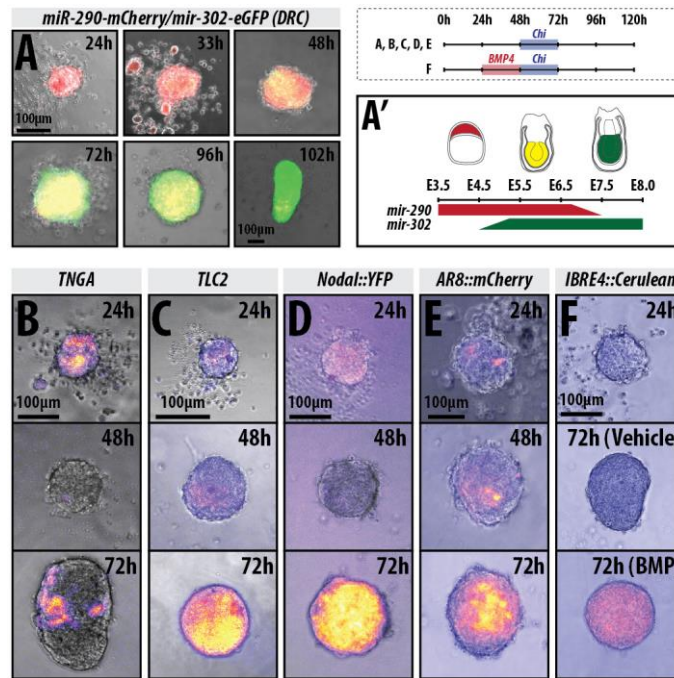 miR-290-mCherry/mir-302-eGFP (DRC)
A
24h
33h
48h
100µm
72h
96h
102h
100µm
0h 24h 48h 72h 96h 120h
Chi
A, B, C, D, E
BMP4 Chi
F
A'
E3.5 E4.5 E5.5 E6.5 E7.5 E8.0
mir-290
mir-302
TNGA TLC2 Nodal::YFP AR8::mCherry IBRE4::Cerulean
B 24h C 24h D 24h E 24h F 24h
100µm 100µm 100µm 100µm 100µm
48h 48h 48h 48h 72h (Vehicle
72h 72h 72h 72h 72h (BMP